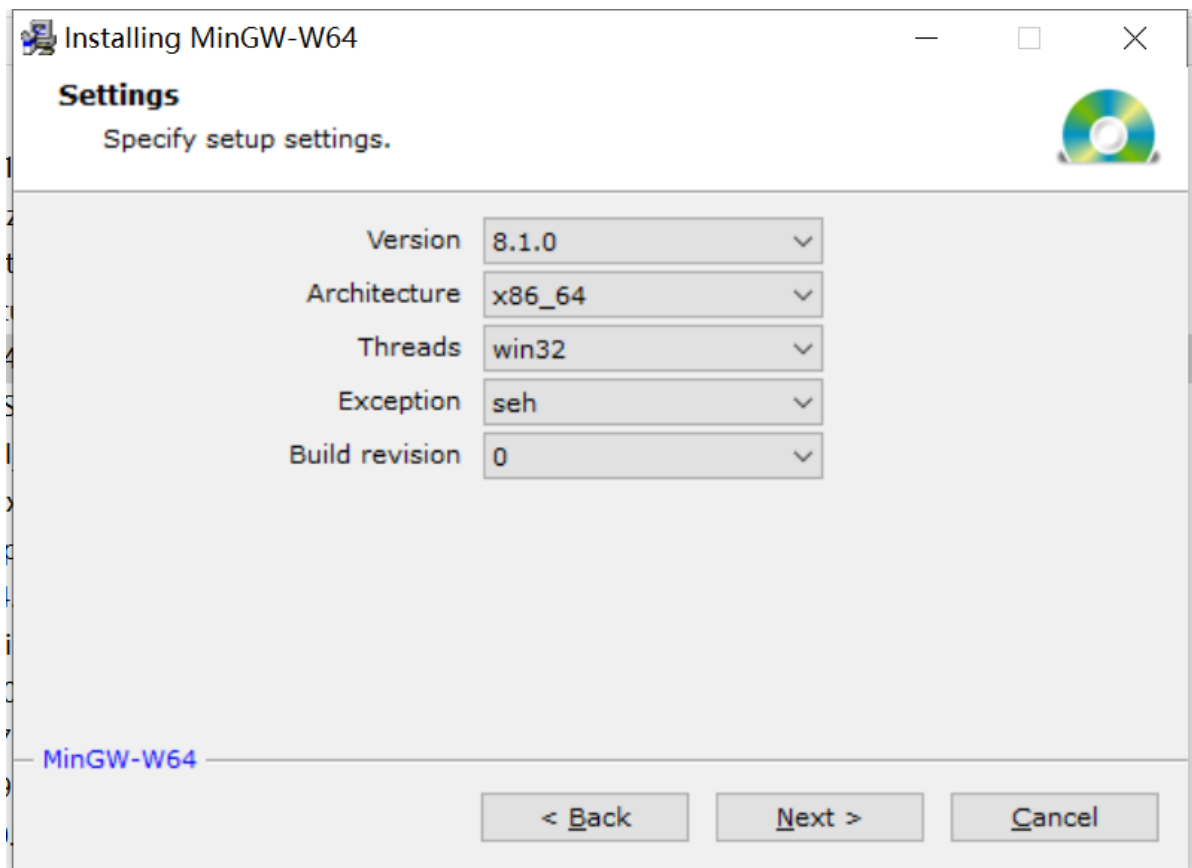 Installing MinGW-W64
Settings
Specify setup settings.
Version 8.1.0
Architecture x86_64
Threads win32
Exception seh
Build revision 0
MinGW-W64
< Back Next > Cancel